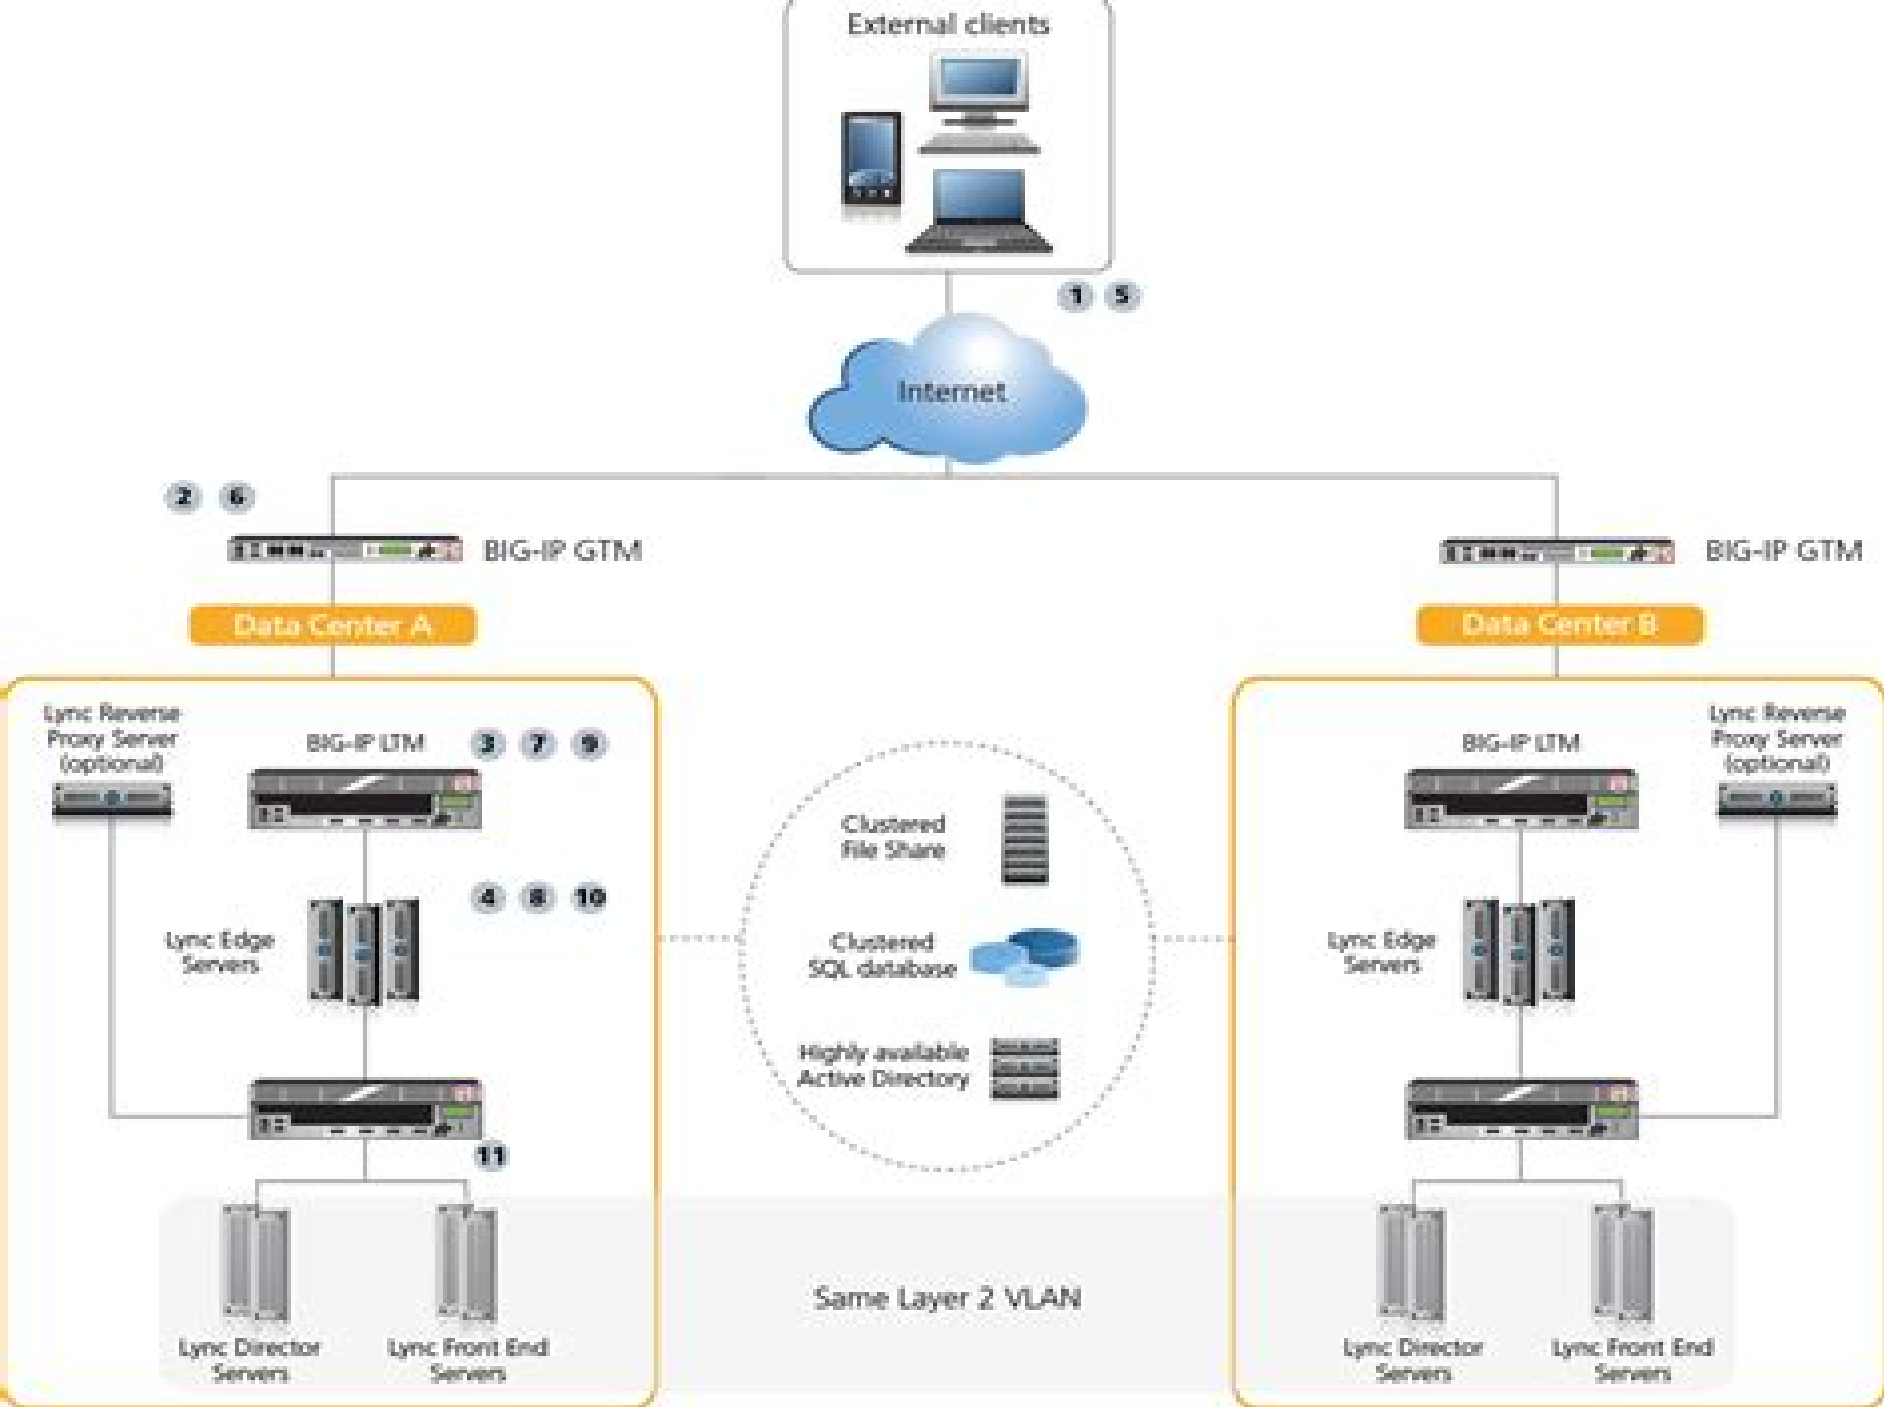 External clients
1 5
Internet
2 6
BIG-IP GTM
BIG-IP GTM
Data Center A
Data Center B
Lync Reverse
Proxy Server
(optional)
BIG-IP LTM
3 7 9
4 8 10
Lync Edge
Servers
11
Lync Director
Servers
Lync Front End
Servers
Clustered
File Share
Clustered
SQL database
Highly available
Active Directory
Same Layer 2 VLAN
BIG-IP LTM
Lync Reverse
Proxy Server
(optional)
Lync Edge
Servers
Lync Director
Servers
Lync Front End
Servers